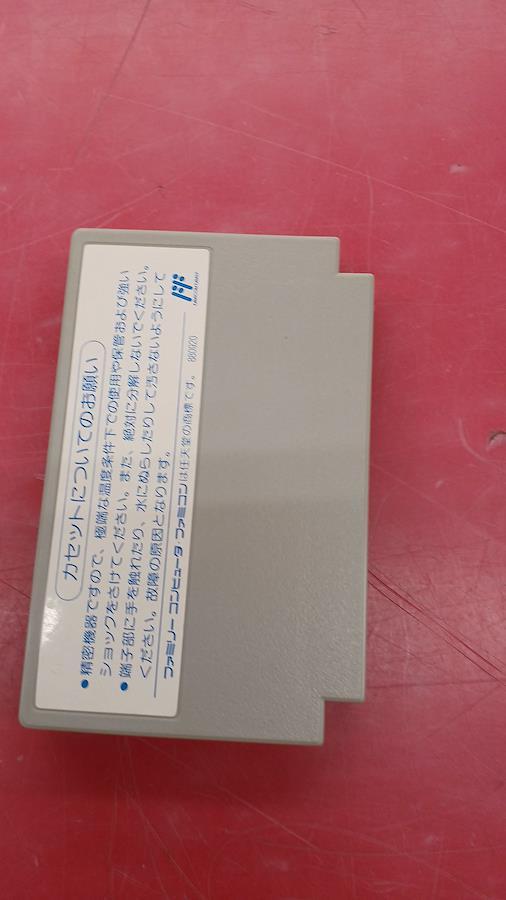 カセットについてのお願い
●精密機器ですので、極端な温度条件下での使用や保管および強い
ショックをさけてください。また、絶対に分解しないでください。
●端子部に手を触れたり、水にぬらしたりして汚さないようにして
ください。故障の原因となります。
ファミリーコンピュータ・ファミコンは任天堂の商標です。